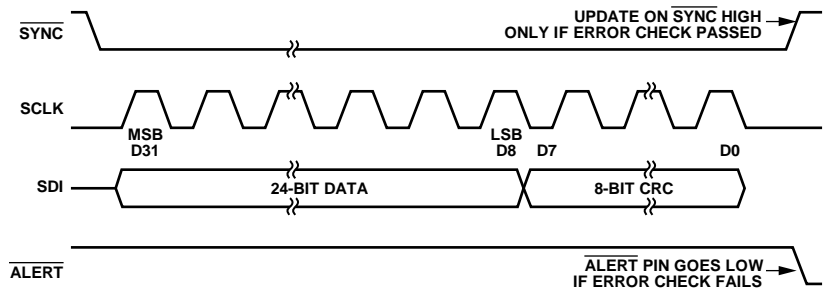 UPDATE ON SYNC HIGH
ONLY IF ERROR CHECK PASSED
SYNC
SCLK
MSB
D31
LSB
D8
D7
D0
SDI
24-BIT DATA
8-BIT CRC
ALERT
ALERT PIN GOES LOW
IF ERROR CHECK FAILS